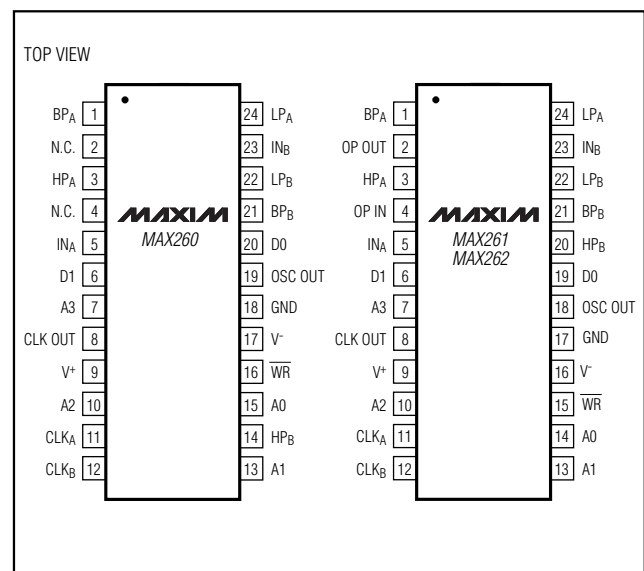 TOP VIEW
BPA 1
N.C. 2
HPA 3
N.C. 4
INA 5
D1 6
A3 7
CLK OUT 8
V+ 9
A2 10
CLKA 11
CLKB 12
MAXIM
MAX260
24 LPA
23 INB
22 LPB
21 BPB
20 D0
19 OSC OUT
18 GND
17 V-
16 WR
15 A0
14 HPB
13 A1
BPA 1
OP OUT 2
HPA 3
OP IN 4
INA 5
D1 6
A3 7
CLK OUT 8
V+ 9
A2 10
CLKA 11
CLKB 12
MAXIM
MAX261
MAX262
24 LPA
23 INB
22 LPB
21 BPB
20 HPB
19 D0
18 OSC OUT
17 GND
16 V-
15 WR
14 A0
13 A1